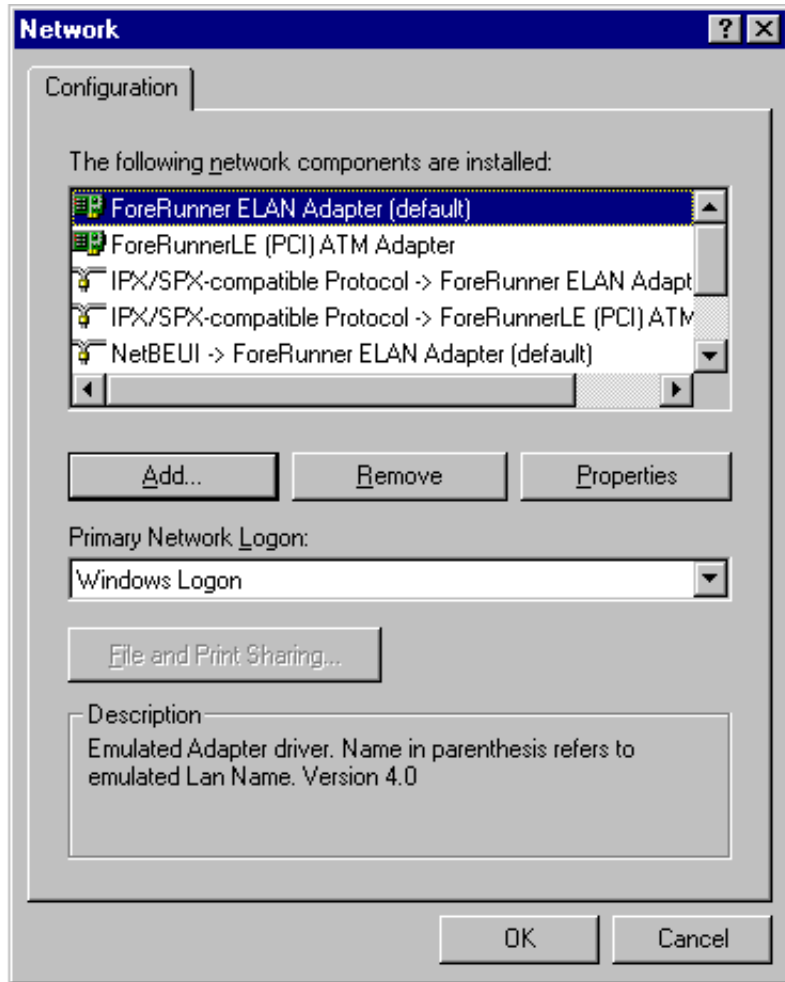 Network
Configuration
The following network components are installed:
ForeRunner ELAN Adapter (default)
ForeRunnerLE (PCI) ATM Adapter
IPX/SPX-compatible Protocol -> ForeRunner ELAN Adapt
IPX/SPX-compatible Protocol -> ForeRunnerLE (PCI) ATM
NetBEUI -> ForeRunner ELAN Adapter (default)
Add... Remove Properties
Primary Network Logon:
Windows Logon
File and Print Sharing...
Description
Emulated Adapter driver. Name in parenthesis refers to
emulated Lan Name. Version 4.0
OK Cancel